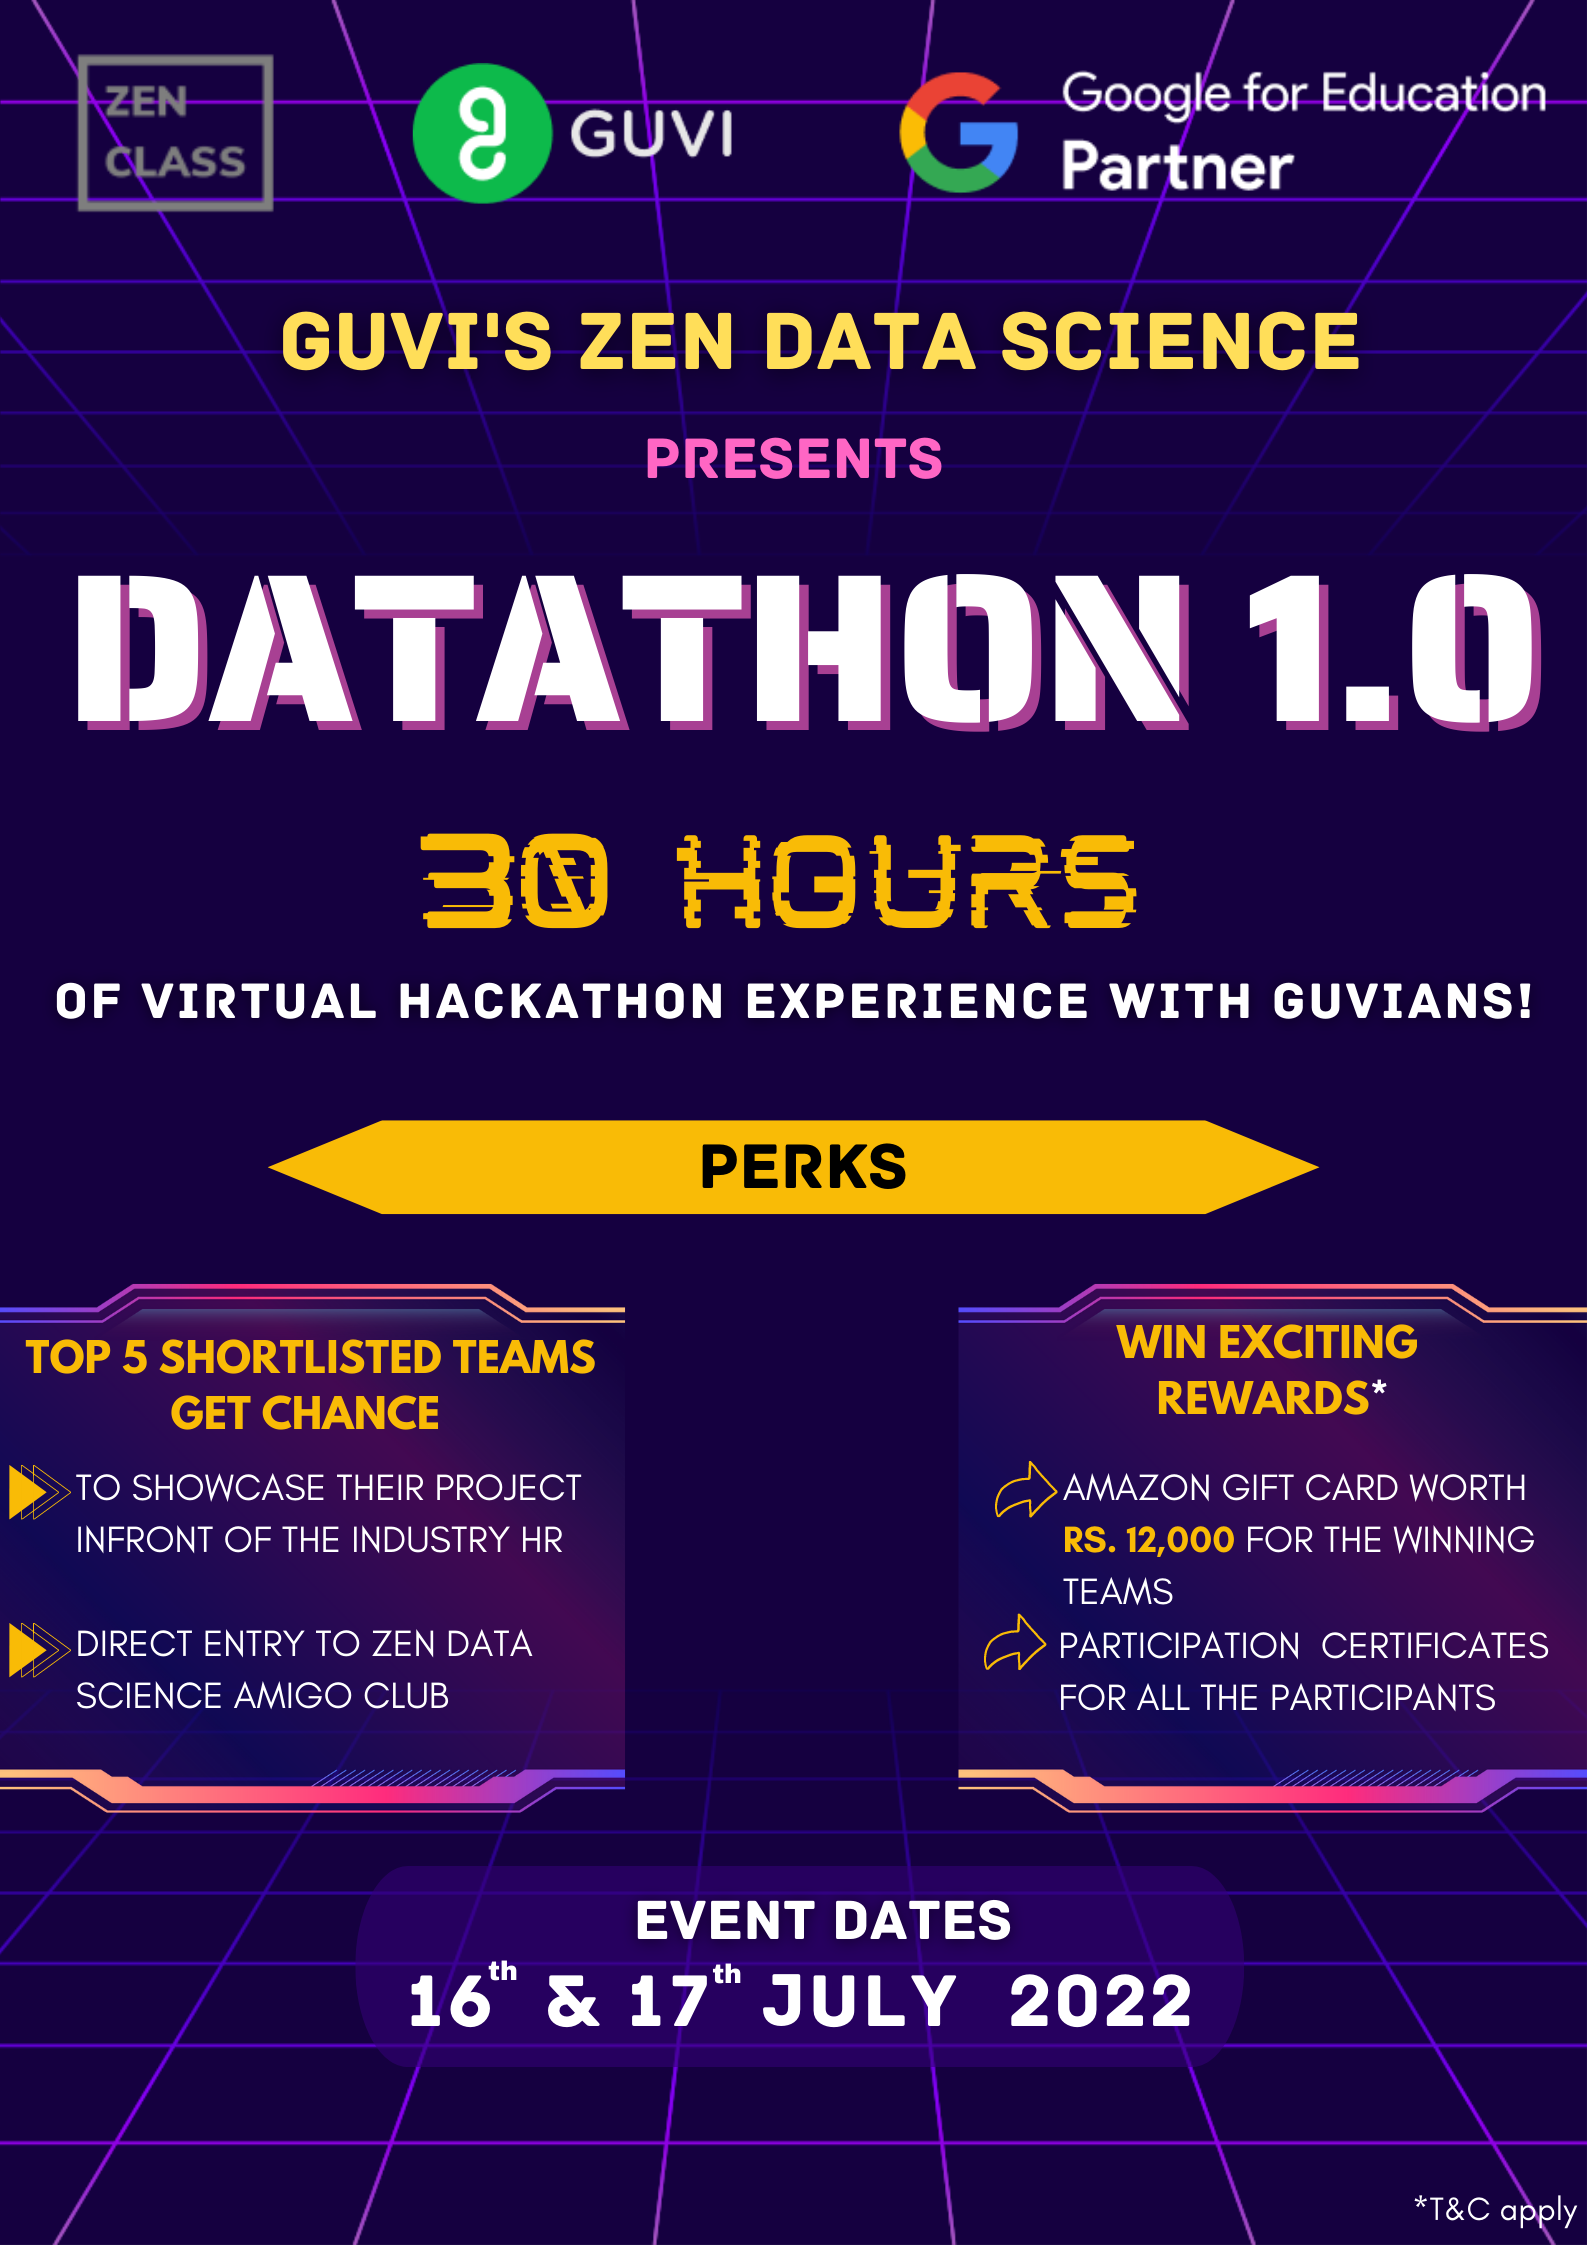 ZEN
CLASS
GUVI
Google for Education
Partner
GUVI'S ZEN DATA SCIENCE
PRESENTS
DATATHON 1.0
30 HOURS
OF VIRTUAL HACKATHON EXPERIENCE WITH GUVIANS!
PERKS
TOP 5 SHORTLISTED TEAMS
GET CHANCE
TO SHOWCASE THEIR PROJECT
INFRONT OF THE INDUSTRY HR
DIRECT ENTRY TO ZEN DATA
SCIENCE AMIGO CLUB
WIN EXCITING
REWARDS*
AMAZON GIFT CARD WORTH
RS. 12,000 FOR THE WINNING
TEAMS
PARTICIPATION CERTIFICATES
FOR ALL THE PARTICIPANTS
EVENT DATES
16th & 17th JULY 2022
*T&C apply